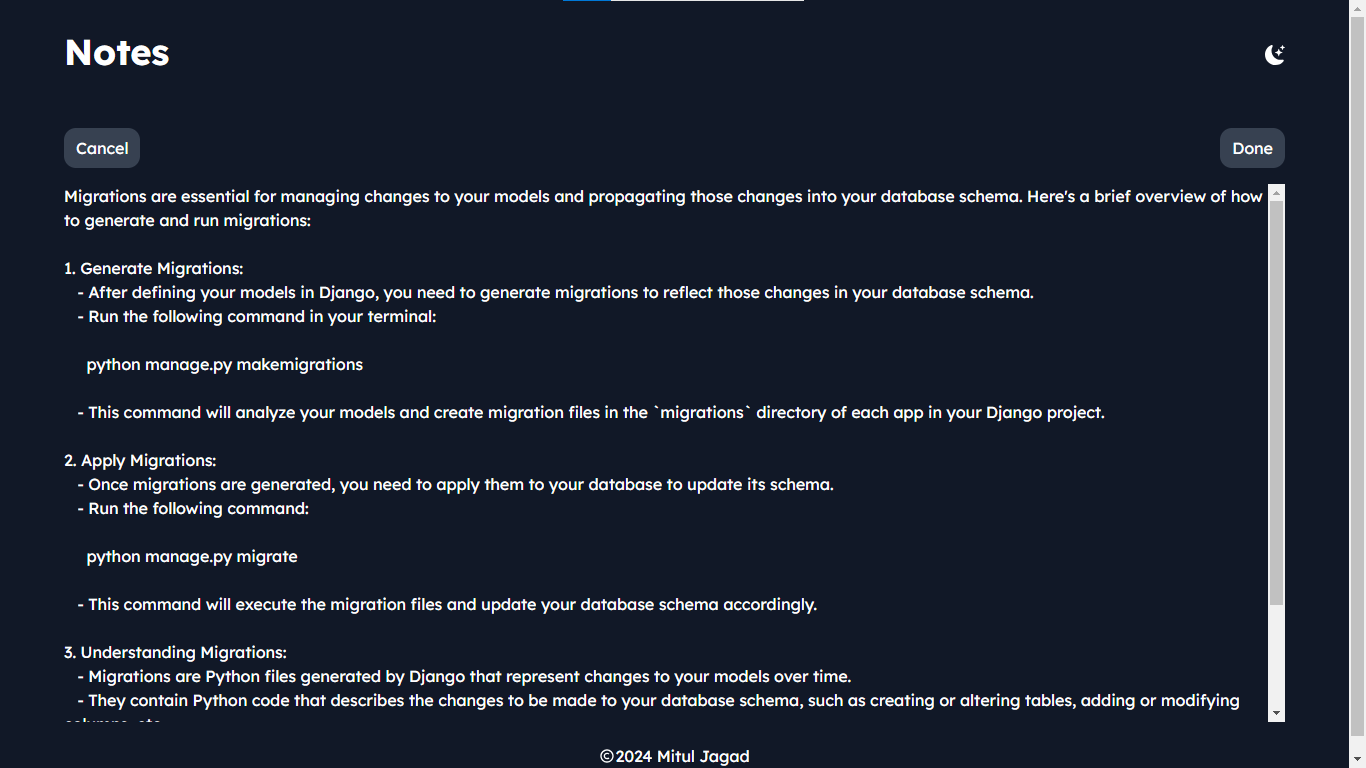 Notes
Cancel
Done
Migrations are essential for managing changes to your models and propagating those changes into your database schema. Here's a brief overview of how
to generate and run migrations:
1. Generate Migrations:
- After defining your models in Django, you need to generate migrations to reflect those changes in your database schema.
- Run the following command in your terminal:
python manage.py makemigrations
- This command will analyze your models and create migration files in the `migrations` directory of each app in your Django project.
2. Apply Migrations:
- Once migrations are generated, you need to apply them to your database to update its schema.
- Run the following command:
python manage.py migrate
- This command will execute the migration files and update your database schema accordingly.
3. Understanding Migrations:
- Migrations are Python files generated by Django that represent changes to your models over time.
- They contain Python code that describes the changes to be made to your database schema, such as creating or altering tables, adding or modifying
©2024 Mitul Jagad